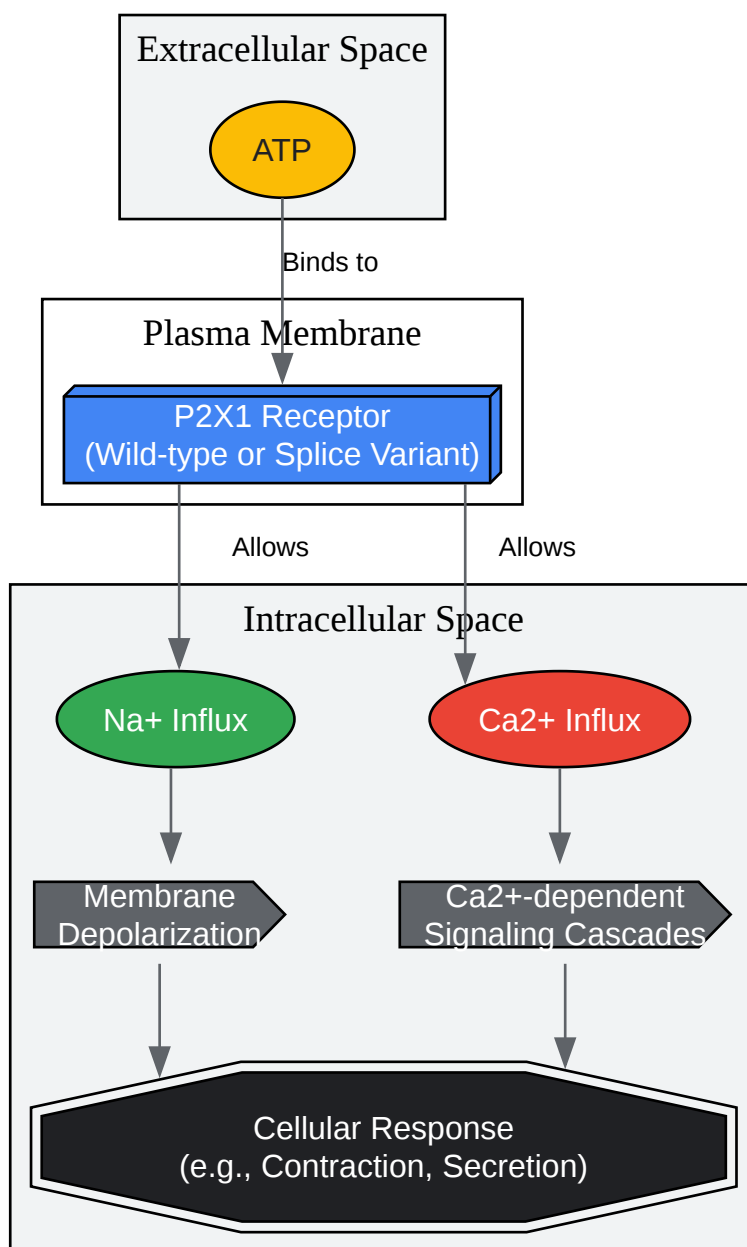 Extracellular Space
ATP
Binds to
Plasma Membrane
P2X1 Receptor
(Wild-type or Splice Variant)
Allows
Allows
Intracellular Space
Na+ Influx
Ca2+ Influx
Membrane
Depolarization
Ca2+-dependent
Signaling Cascades
Cellular Response
(e.g., Contraction, Secretion)